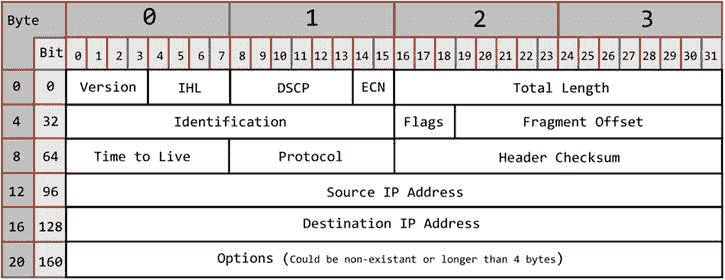 Byte 0 1 2 3
Bit 0 1 2 3 4 5 6 7 8 9 10 11 12 13 14 15 16 17 18 19 20 21 22 23 24 25 26 27 28 29 30 31
0 0 Version IHL DSCP ECN Total Length
4 32 Identification Flags Fragment Offset
8 64 Time to Live Protocol Header Checksum
12 96 Source IP Address
16 128 Destination IP Address
20 160 Options (Could be non-existant or longer than 4 bytes)